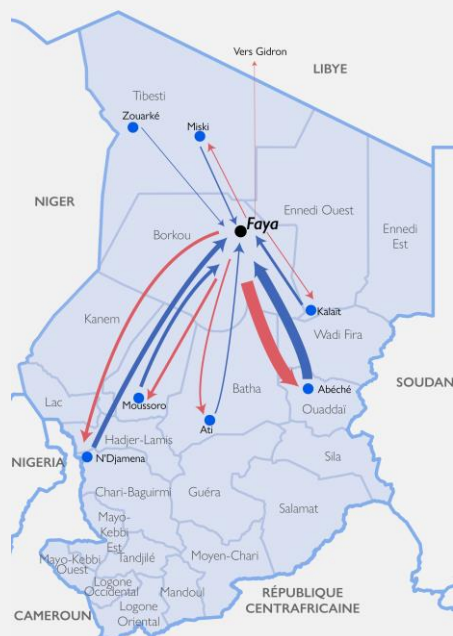 Vers Gidron
LIBYE
Tibesti
Zouarké
Miski
NIGER
Ennedi Ouest
Faya
Borkou
Ennedi
Est
Kanem
Kalaït
Wadi Fira
SOUDAN
Batha
Abéché
Lac
Moussoro
Ouaddaï
Ati
Hadjer-Lamis
NIGERIA
N'Djamena
Sila
Chari-Baguirmi
Guéra
Salamat
Mayo-
Kebbi
Est
Mayo-Kebbi
Ouest
Tandjilé
Moyen-Chari
Logone
Occidental
Mandoul
RÉPUBLIQUE
CENTRAFRICAINE
CAMEROUN
Logone
Oriental